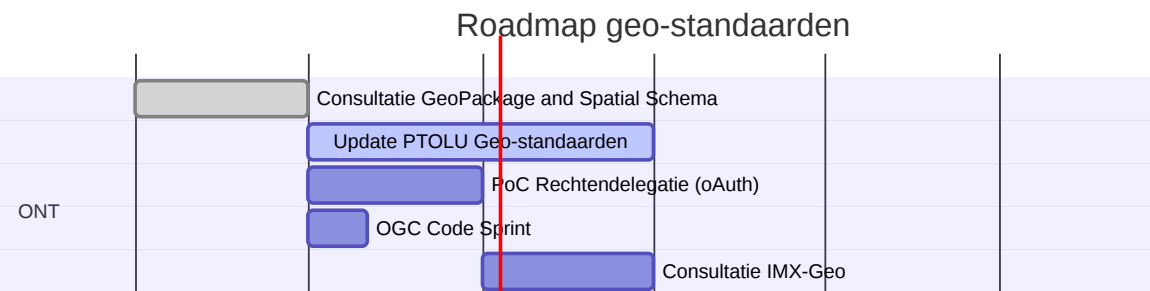 Roadmap geo-standaarden
Consultatie GeoPackage and Spatial Schema
Update PTOLU Geo-standaarden
PoC Rechtendelegatie (oAuth)
ONT
OGC Code Sprint
Consultatie IMX-Geo